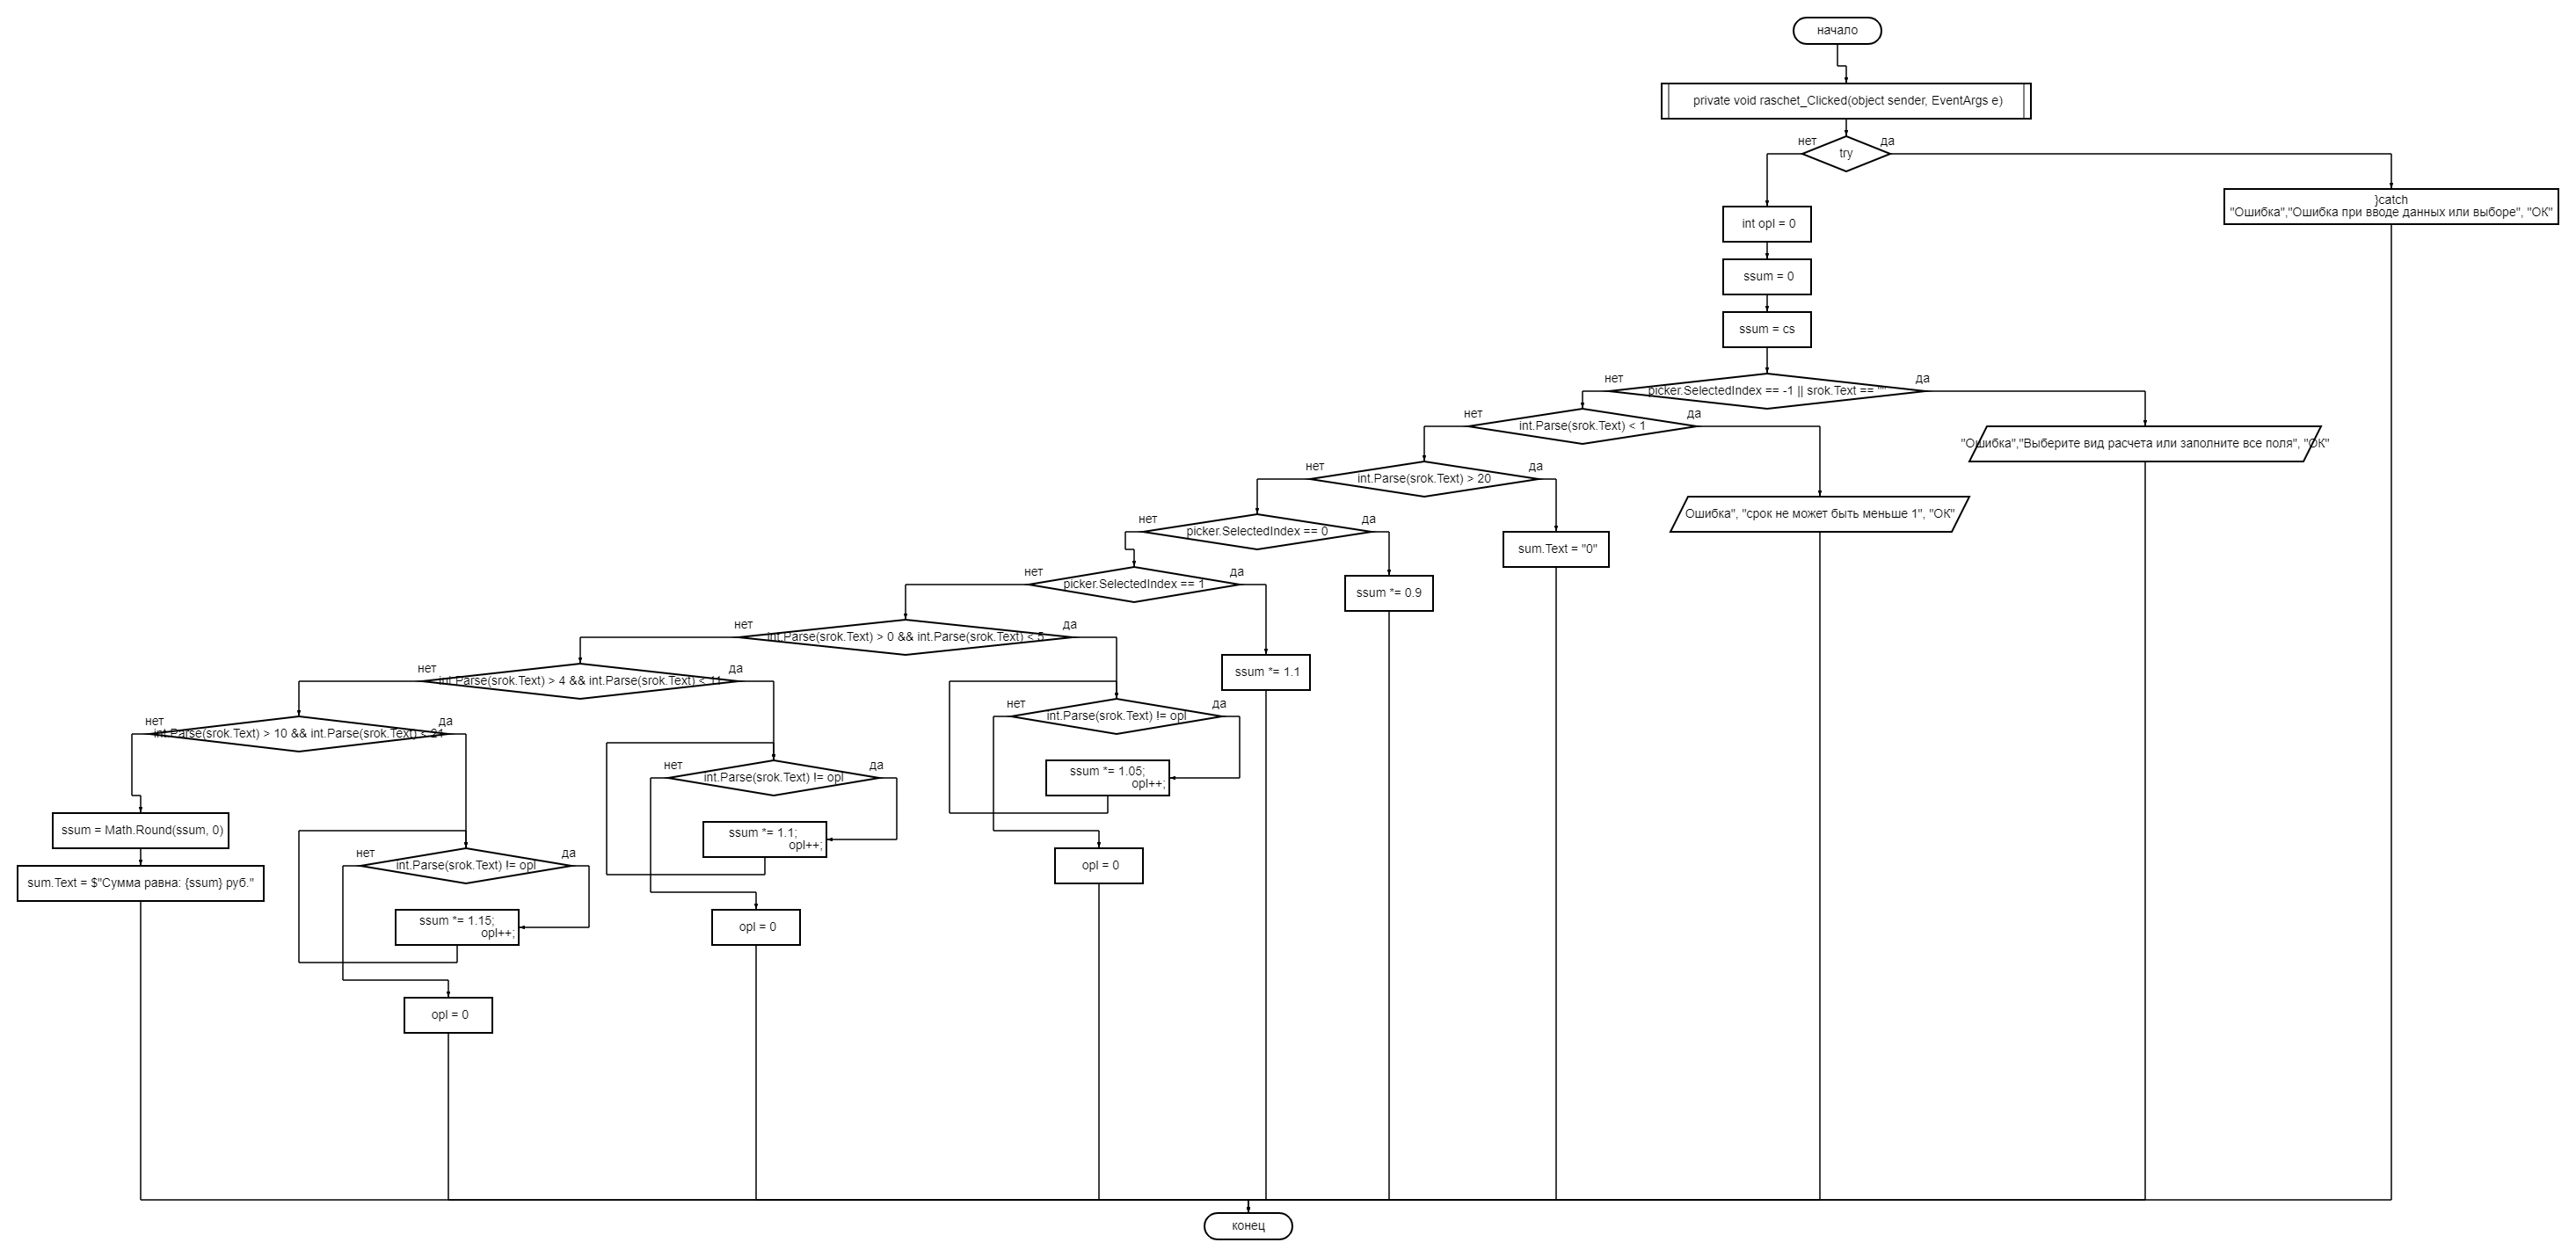 начало
private void raschet_Clicked(object sender, EventArgs e)
нет
да
try
}catch
"Ошибка","Ошибка при вводе данных или выборе", "ОК"
int opl = 0
ssum = 0
ssum = cs
нет
да
picker.SelectedIndex == -1 || srok.Text == ""
нет
да
int.Parse(srok.Text) < 1
"Ошибка","Выберите вид расчета или заполните все поля", "ОК"
нет
да
int.Parse(srok.Text) > 20
Ошибка", "срок не может быть меньше 1", "ОК"
нет
да
picker.SelectedIndex == 0
sum.Text = "0"
нет
да
picker.SelectedIndex == 1
ssum *= 0.9
нет
да
int.Parse(srok.Text) > 0 && int.Parse(srok.Text) < 5
ssum *= 1.1
нет
да
int.Parse(srok.Text) > 4 && int.Parse(srok.Text) < 11
нет
да
int.Parse(srok.Text) != opl
нет
да
int.Parse(srok.Text) > 10 && int.Parse(srok.Text) < 21
нет
да
int.Parse(srok.Text) != opl
ssum *= 1.05;
opl++;
ssum = Math.Round(ssum, 0)
ssum *= 1.1;
opl++;
нет
да
int.Parse(srok.Text) != opl
opl = 0
sum.Text = $"Сумма равна: {ssum} руб."
ssum *= 1.15;
opl++;
opl = 0
opl = 0
конец